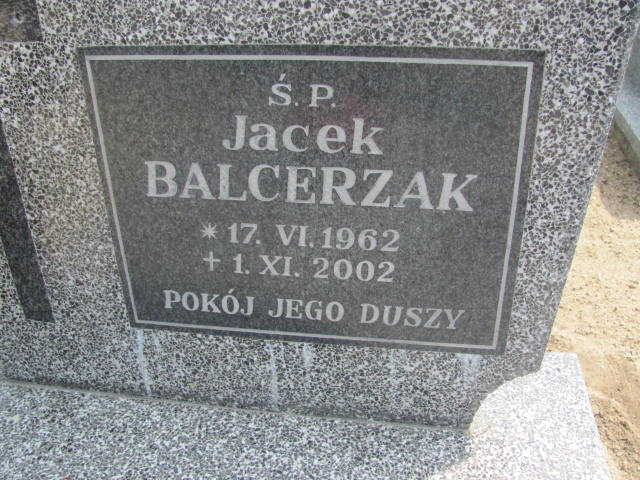 Ś.P.
Jacek
BALCERZAK
* 17. VI. 1962
+ 1. XI. 2002
POKÓJ JEGO DUSZY